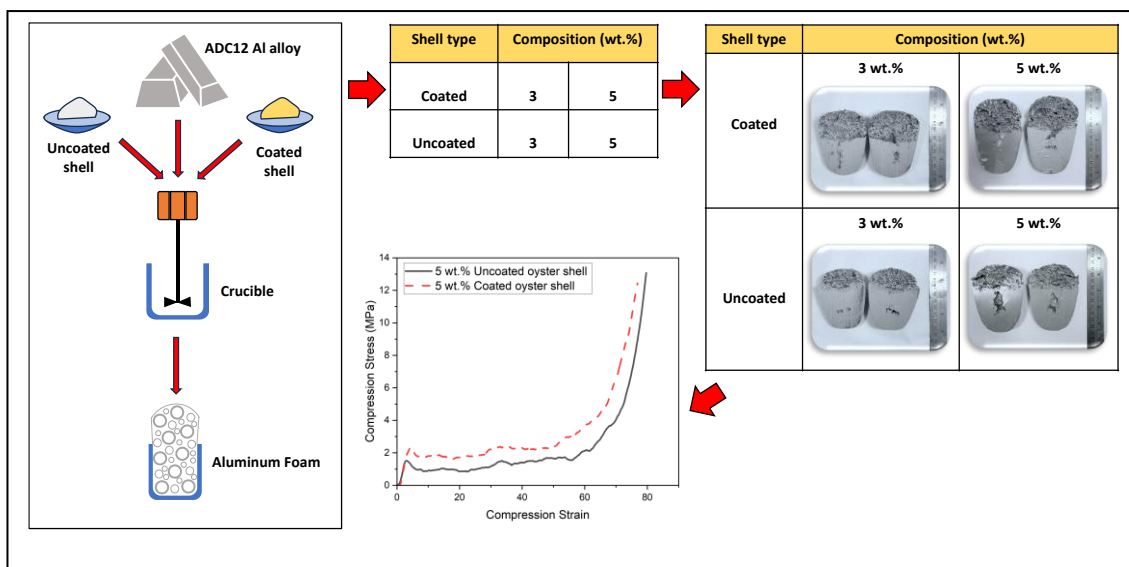 ADC12 Al alloy
Uncoated
shell
Coated
shell
Crucible
Aluminum Foam
Shell type Composition (wt.%)
Coated 3 5
Uncoated 3 5
Shell type Composition (wt.%)
3 wt.% 5 wt.%
Coated
3 wt.% 5 wt.%
Uncoated
5 wt.% Uncoated oyster shell
5 wt.% Coated oyster shell
Compression Stress (MPa)
14
12
10
8
6
4
2
0
0 20 40 60 80
Compression Strain